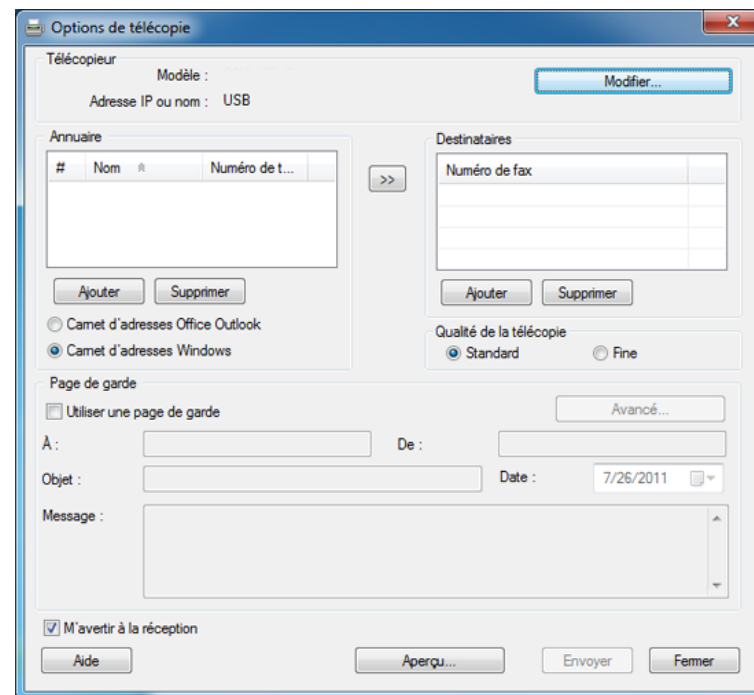 Options de télécopie
Télécopieur
Modèle :
Modifier...
Adresse IP ou nom : USB
Annuaire
# Nom Numéro de t...
Ajouter Supprimer
Carnet d'adresses Office Outlook
Carnet d'adresses Windows
>>
Destinataires
Numéro de fax
Ajouter Supprimer
Qualité de la télécopie
Standard Fine
Page de garde
Utiliser une page de garde Avancé...
À : De :
Objet : Date : 7/26/2011
Message :
M'avertir à la réception
Aide Aperçu... Envoyer Fermer